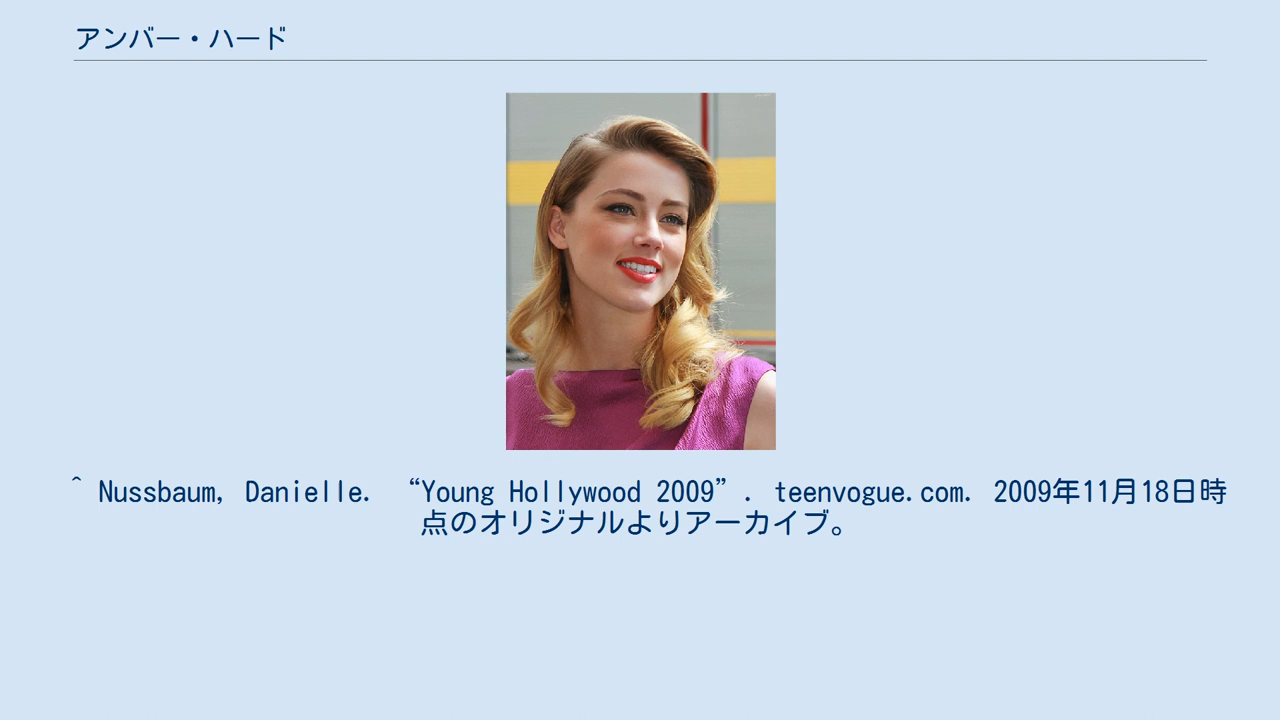 アンバー・ハード
^ Nussbaum, Danielle. “Young Hollywood 2009”. teenvogue.com. 2009年11月18日時
点のオリジナルよりアーカイブ。